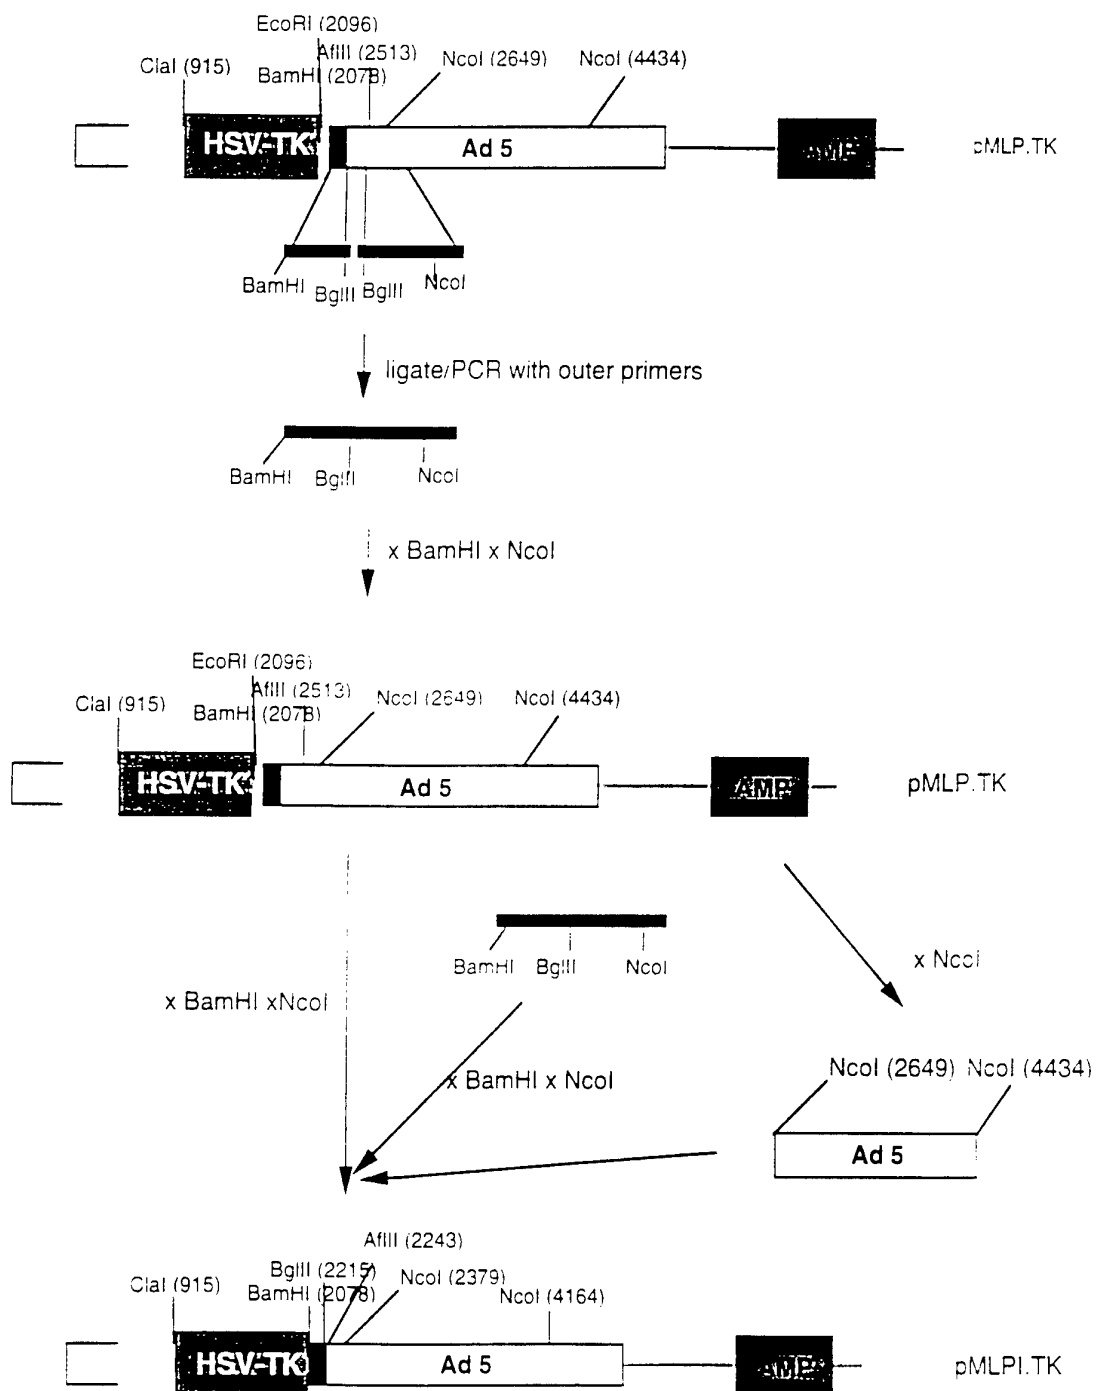 EcoRI (2096)
AflII (2513)
ClaI (915)
BamHI (2078)
NcoI (2649)
NcoI (4434)
HSV-TK
Ad 5
AMP
pMLP.TK
BamHI
BglII
BglII
NcoI
ligate/PCR with outer primers
BamHI
BglII
NcoI
x BamHI x NcoI
EcoRI (2096)
AflII (2513)
ClaI (915)
BamHI (2078)
NcoI (2649)
NcoI (4434)
HSV-TK
Ad 5
AMP
pMLP.TK
BamHI
BglII
NcoI
x NcoI
x BamHI xNcoI
x BamHI x NcoI
NcoI (2649) NcoI (4434)
Ad 5
AflII (2243)
BglII (2215)
ClaI (915)
BamHI (2078)
NcoI (2379)
NcoI (4164)
HSV-TK
Ad 5
AMP
pMLPI.TK